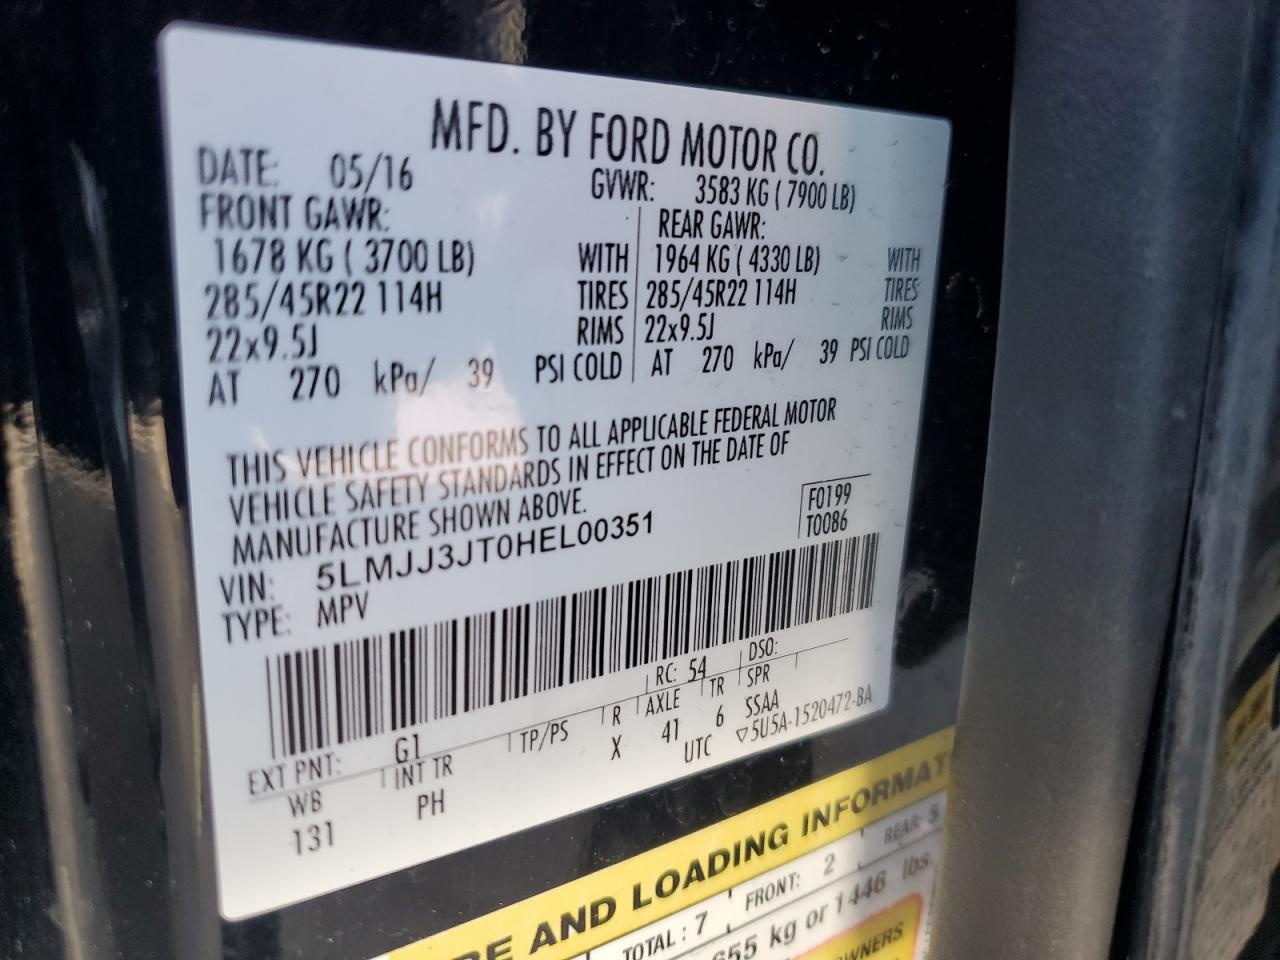 MFD. BY FORD MOTOR CO.
DATE: 05/16 GVWR: 3583 KG ( 7900 LB)
FRONT GAWR: REAR GAWR:
1678 KG ( 3700 LB) WITH 1964 KG ( 4330 LB) WITH
285/45R22 114H TIRES 285/45R22 114H TIRES
22x9.5J RIMS 22x9.5J RIMS
AT 270 kPa/ 39 PSI COLD AT 270 kPa/ 39 PSI COLD
THIS VEHICLE CONFORMS TO ALL APPLICABLE FEDERAL MOTOR
VEHICLE SAFETY STANDARDS IN EFFECT ON THE DATE OF
MANUFACTURE SHOWN ABOVE.
F0199
T0086
VIN: 5LMJJ3JT0HEL00351
TYPE: MPV
EXT PNT: G1 RC: 54 DSO:
WB INT TR TP/PS R AXLE TR SPR
131 PH X 41 6 SSAA
UTC ▽5U5A-1520472-BA
AND LOADING
TOTAL : 7 FRONT: 2 REAR: 5
kg or 1446 lbs.